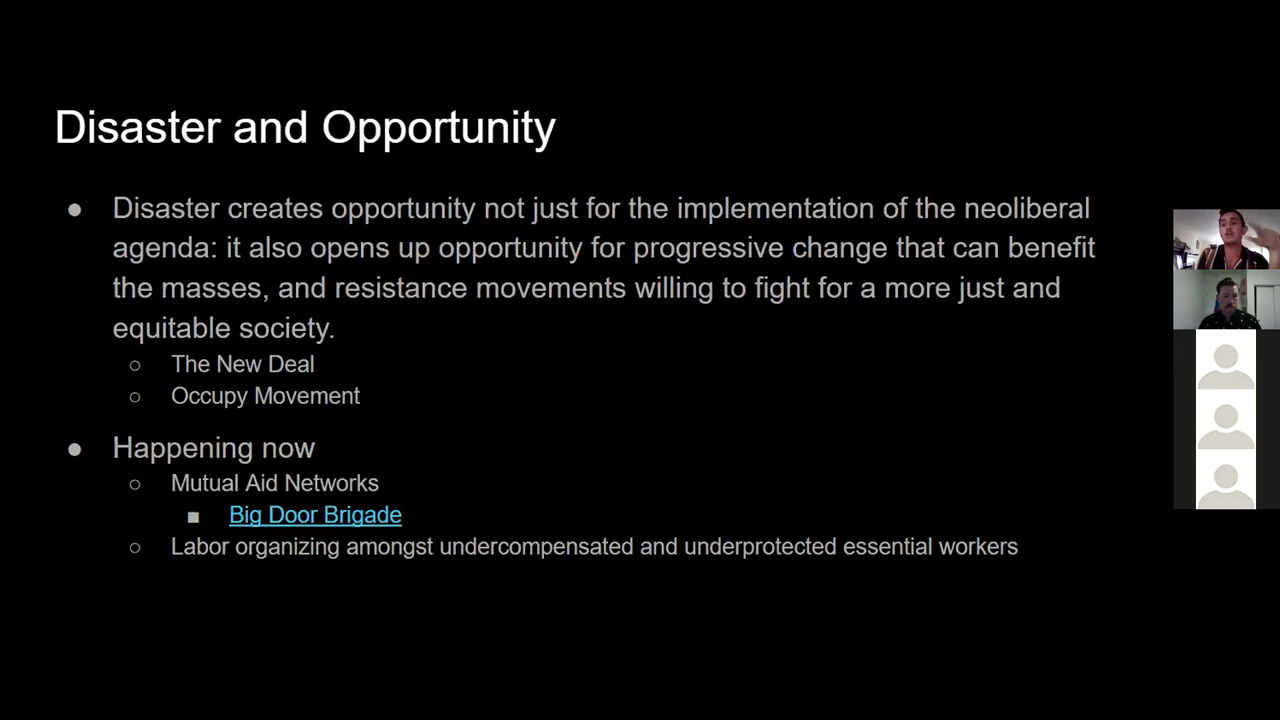 Disaster and Opportunity
● Disaster creates opportunity not just for the implementation of the neoliberal
agenda: it also opens up opportunity for progressive change that can benefit
the masses, and resistance movements willing to fight for a more just and
equitable society.
○ The New Deal
○ Occupy Movement
● Happening now
○ Mutual Aid Networks
■ Big Door Brigade
○ Labor organizing amongst undercompensated and underprotected essential workers